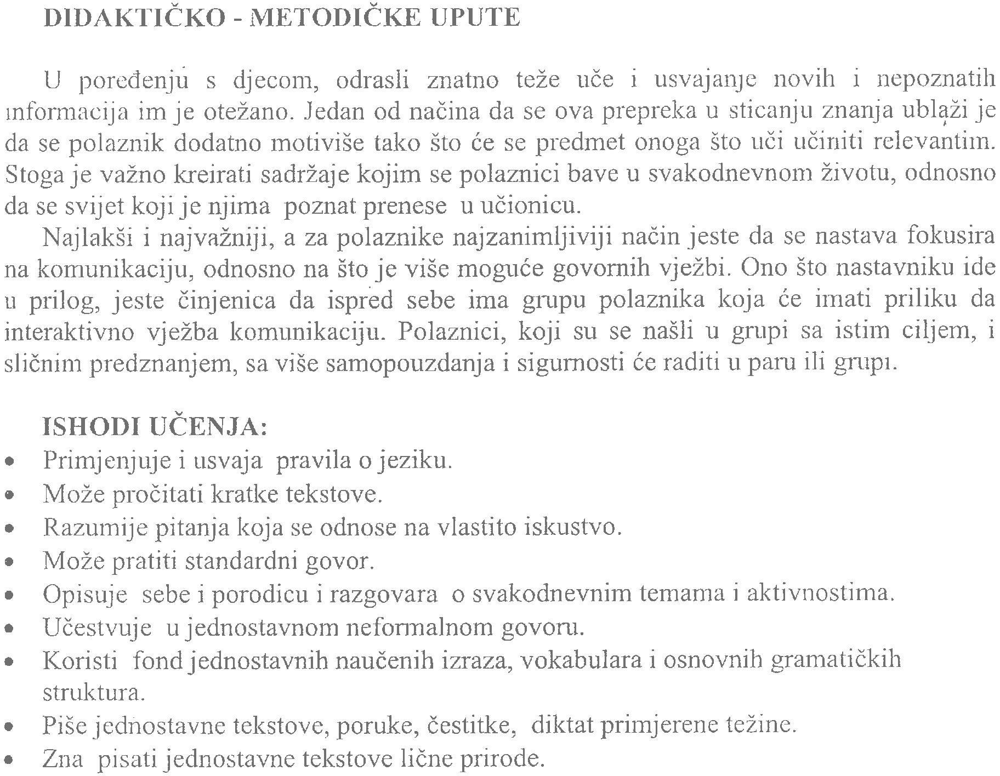 DIDAKTIČKO - METODIČKE UPUTE
U poređenju s djecom, odrasli znatno teže uče i usvajanje novih i nepoznatih
informacija im je otežano. Jedan od načina da se ova prepreka u sticanju znanja ublaži je
da se polaznik dodatno motiviše tako što će se predmet onoga što uči učiniti relevantim.
Stoga je važno kreirati sadržaje kojim se polaznici bave u svakodnevnom životu, odnosno
da se svijet koji je njima poznat prenese u učionicu.
Najlakši i najvažniji, a za polaznike najzanimljiviji način jeste da se nastava fokusira
na komunikaciju, odnosno na što je više moguće govornih vježbi. Ono što nastavniku ide
u prilog, jeste činjenica da ispred sebe ima grupu polaznika koja će imati priliku da
interaktivno vježba komunikaciju. Polaznici, koji su se našli u grupi sa istim ciljem, i
sličnim predznanjem, sa više samopouzdanja i sigurnosti će raditi u paru ili grupi.
ISHODI UČENJA:
• Primjenjuje i usvaja pravila o jeziku.
• Može pročitati kratke tekstove.
• Razumije pitanja koja se odnose na vlastito iskustvo.
• Može pratiti standardni govor.
• Opisuje sebe i porodicu i razgovara o svakodnevnim temama i aktivnostima.
• Učestvuje u jednostavnom neformalnom govoru.
• Koristi fond jednostavnih naučenih izraza, vokabulara i osnovnih gramatičkih
struktura.
• Piše jednostavne tekstove, poruke, čestitke, diktat primjerene težine.
• Zna pisati jednostavne tekstove lične prirode.